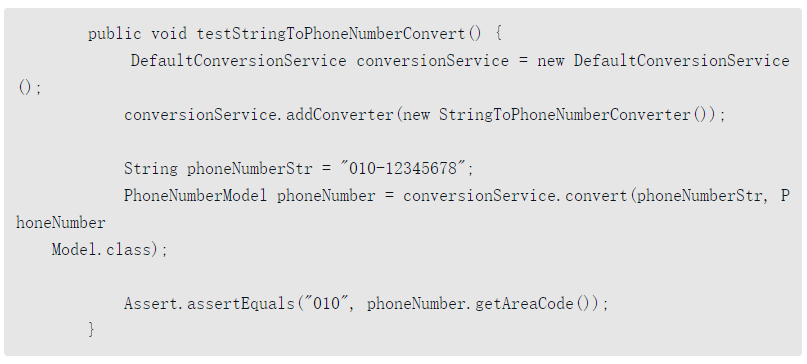 public void testStringToPhoneNumberConvert() {
DefaultConversionService conversionService = new DefaultConversionService
();
conversionService.addConverter(new StringToPhoneNumberConverter());
String phoneNumberStr = "010-12345678";
PhoneNumberModel phoneNumber = conversionService.convert(phoneNumberStr, P
honeNumber
Model.class);
Assert.assertEquals("010", phoneNumber.getAreaCode());
}